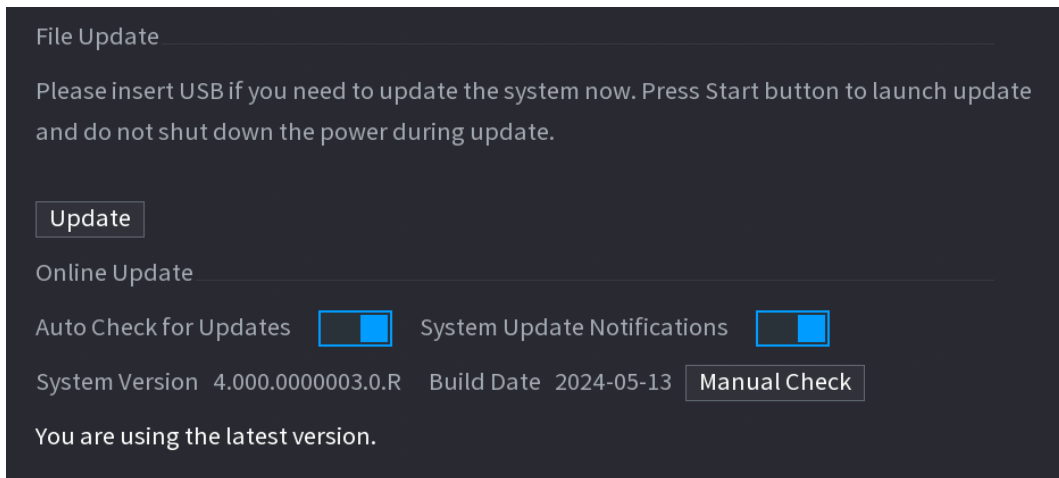 File Update
Please insert USB if you need to update the system now. Press Start button to launch update
and do not shut down the power during update.
Update
Online Update
Auto Check for Updates System Update Notifications
System Version 4.000.0000003.0.R Build Date 2024-05-13 Manual Check
You are using the latest version.